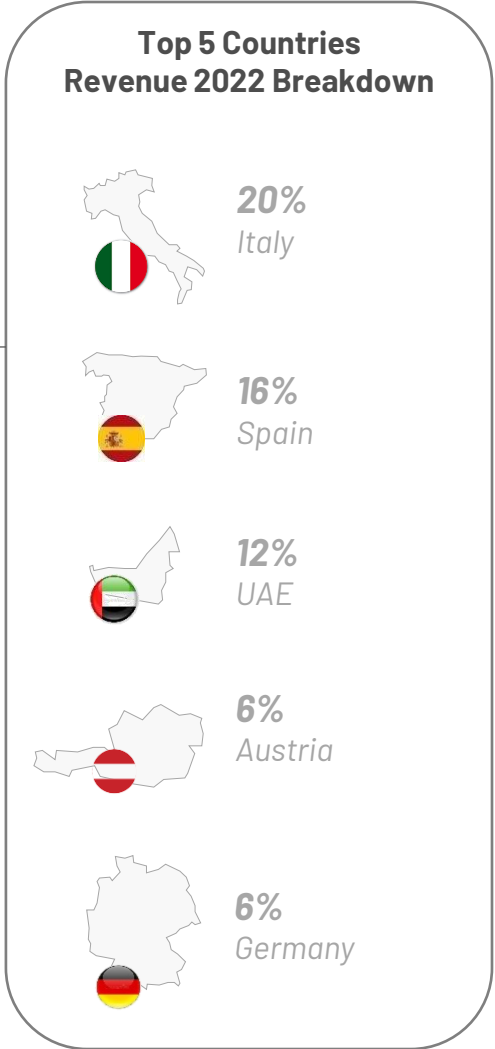 Top 5 Countries
Revenue 2022 Breakdown
20%
Italy
16%
Spain
12%
UAE
6%
Austria
6%
Germany